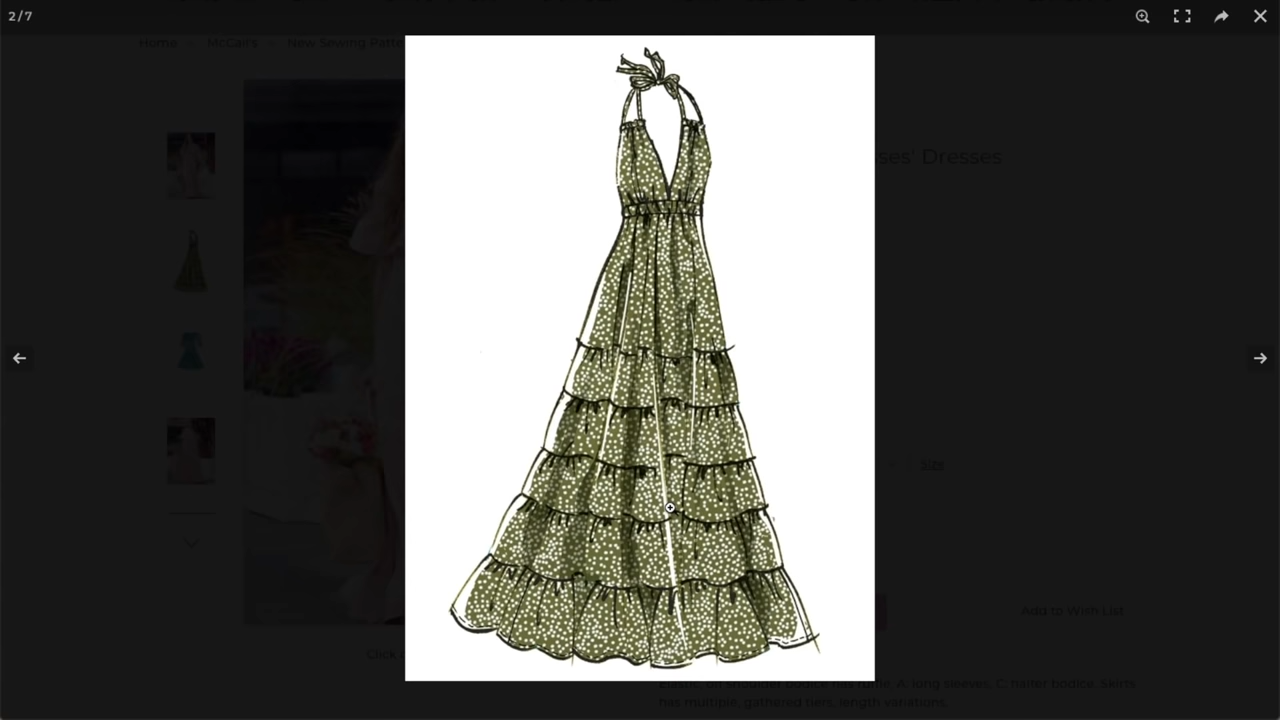 2 / 7
Home
McCall's
New Sewing Patte
ses' Dresses
Size
Add to Wish List
Click
Elastic, off shoulder bodice has ruffle, A: long sleeves, C: halter bodice. Skirts
has multiple, gathered tiers, length variations.